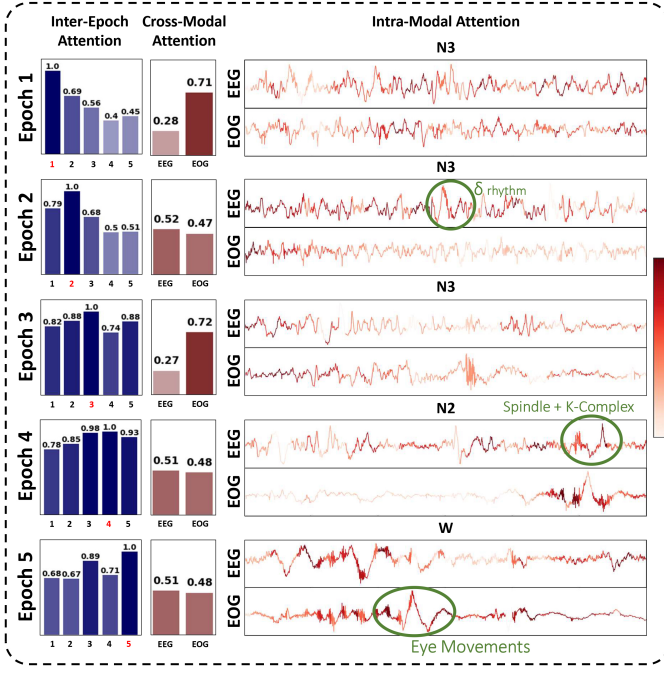 Inter-Epoch Attention
Cross-Modal Attention
Intra-Modal Attention
Epoch 1
1.0
0.69
0.56
0.4
0.45
1 2 3 4 5
0.28
0.71
EEG EOG
N3
EEG
EOG
Epoch 2
0.79
1.0
0.68
0.5
0.51
1 2 3 4 5
0.52
0.47
EEG EOG
N3
δ rhythm
EEG
EOG
Epoch 3
0.82
0.88
1.0
0.74
0.88
1 2 3 4 5
0.27
0.72
EEG EOG
N3
EEG
EOG
Epoch 4
0.78
0.85
0.98
1.0
0.93
1 2 3 4 5
0.51
0.48
EEG EOG
N2
Spindle + K-Complex
EEG
EOG
Epoch 5
0.68
0.67
0.89
0.71
1.0
1 2 3 4 5
0.51
0.48
EEG EOG
W
EEG
EOG
Eye Movements